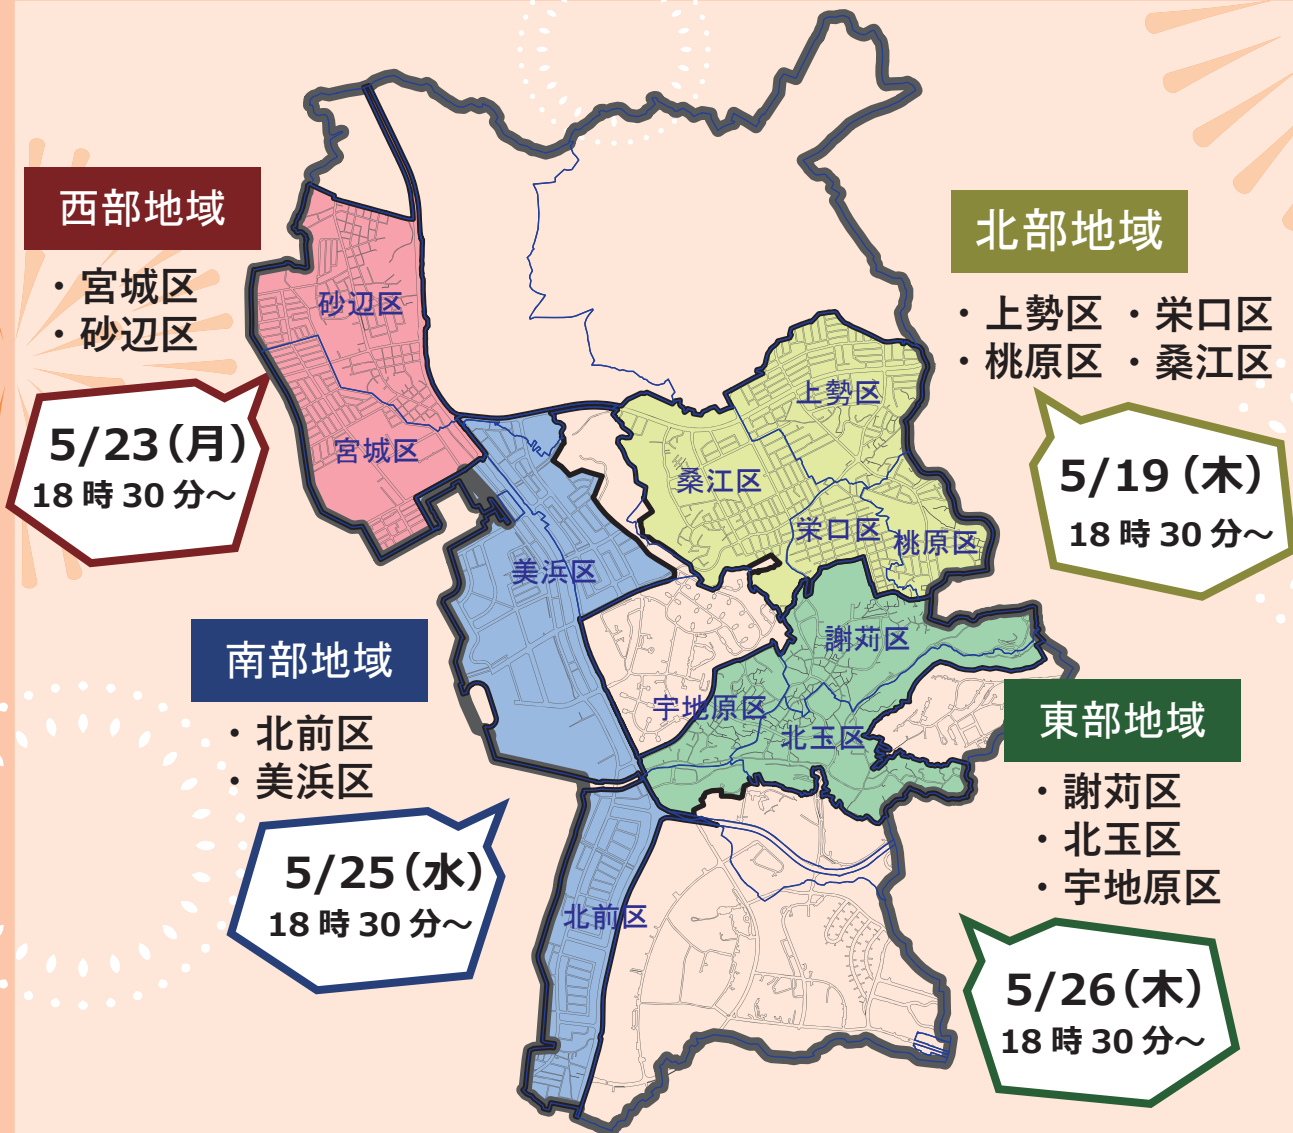 西部地域
・宮城区
・砂辺区
5/23(月)
18時30分~
北部地域
・上勢区 ・栄口区
・桃原区 ・桑江区
5/19(木)
18時30分~
砂辺区
宮城区
上勢区
桑江区
栄口区
桃原区
美浜区
謝苅区
宇地原区
北玉区
北前区
南部地域
・北前区
・美浜区
5/25(水)
18時30分~
東部地域
・謝苅区
・北玉区
・宇地原区
5/26(木)
18時30分~